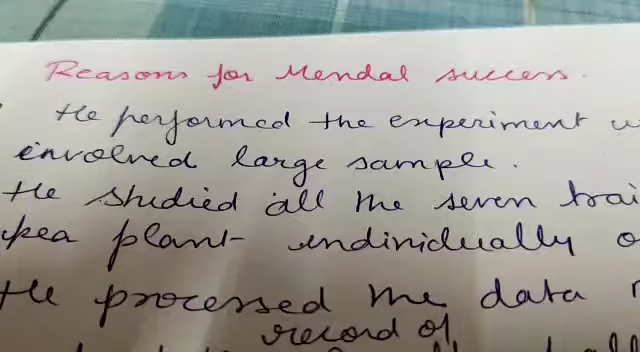 Reasons for Mendal success.
He performed the experiment
involved large sample.
He studied all the seven
pea plant individually
He processed the data
record of